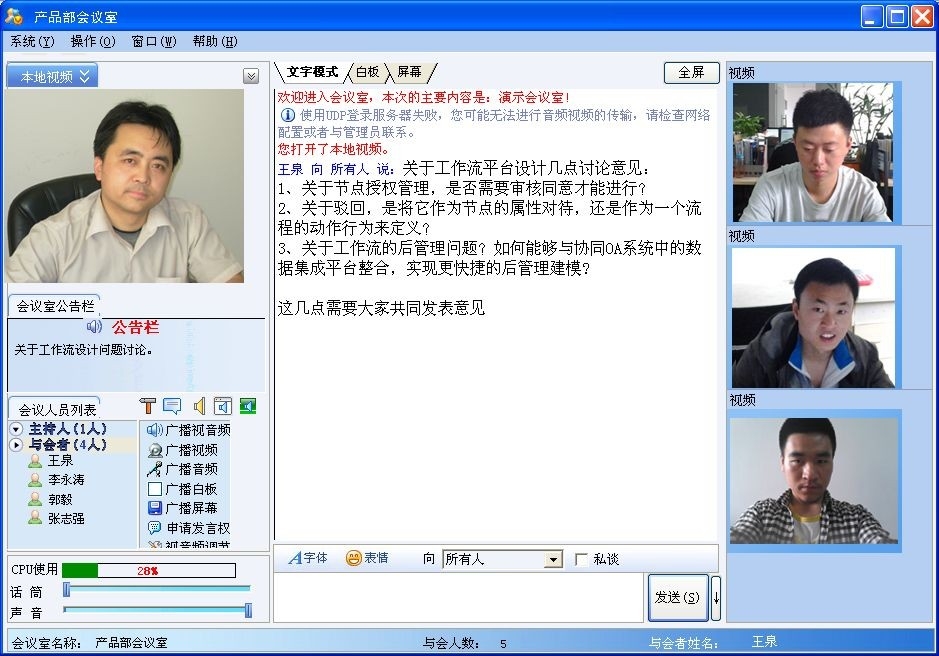 产品部会议室
系统(Y) 操作(O) 窗口(W) 帮助(H)
本地视频
文字模式 白板 屏幕 全屏
欢迎进入会议室，本次的主要内容是：演示会议室！
使用UDP登录服务器失败，您可能无法进行音频视频的传输，请检查网络
配置或者与管理员联系。
您打开了本地视频。
王泉 向 所有人 说：关于工作流平台设计几点讨论意见：
1、关于节点授权管理，是否需要审核同意才能进行？
2、关于驳回，是将它作为节点的属性对待，还是作为一个流
程的动作行为来定义？
3、关于工作流的后管理问题？如何能够与协同OA系统中的数
据集成平台整合，实现更快捷的后管理建模？
这几点需要大家共同发表意见
视频
视频
视频
会议室公告栏
公告栏
关于工作流设计问题讨论。
会议人员列表
主持人(1人)
与会者(4人)
王泉
李永涛
郭毅
张志强
广播视音频
广播视频
广播音频
广播白板
广播屏幕
申请发言权
视音频调节
CPU使用 28%
话 筒
声 音
字体 表情 向 所有人 私谈
发送(S)
会议室名称： 产品部会议室 与会人数： 5 与会者姓名： 王泉